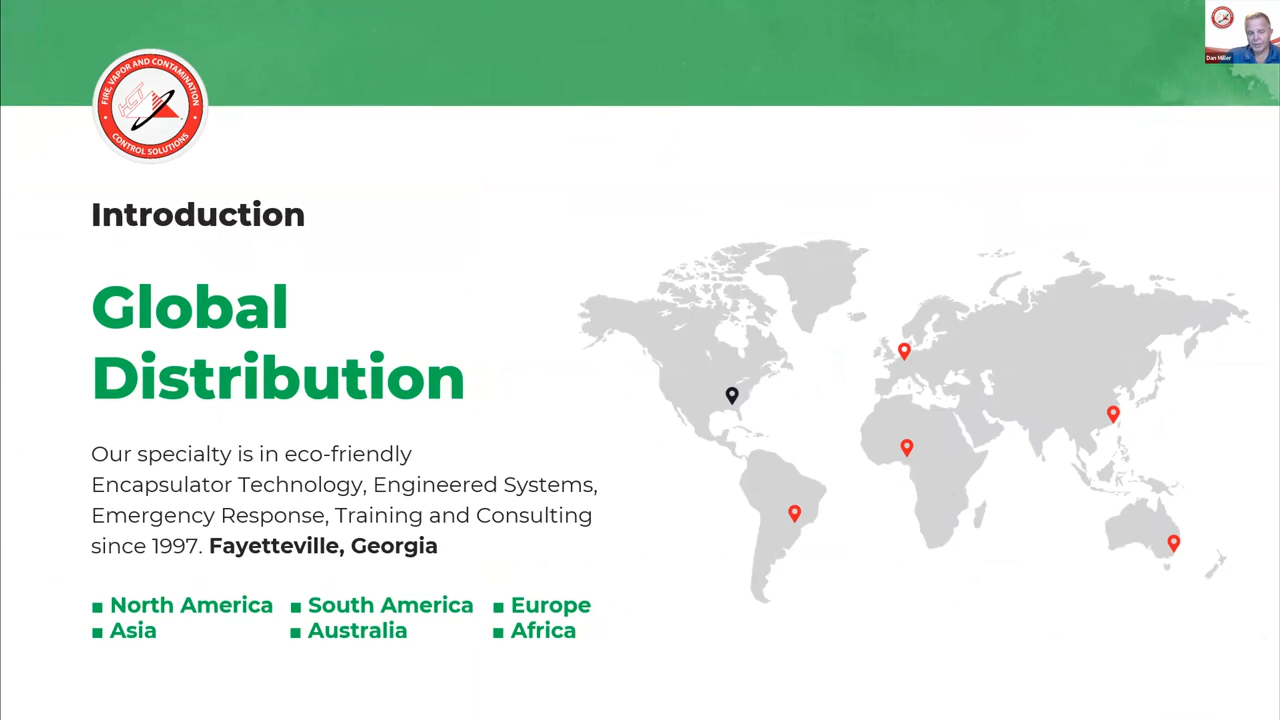 Dan Miller
FIRE, VAPOR AND CONTAMINATION
HCT
CONTROL SOLUTIONS
Introduction
Global
Distribution
Our specialty is in eco-friendly
Encapsulator Technology, Engineered Systems,
Emergency Response, Training and Consulting
since 1997. Fayetteville, Georgia
▪ North America ▪ South America ▪ Europe
▪ Asia ▪ Australia ▪ Africa